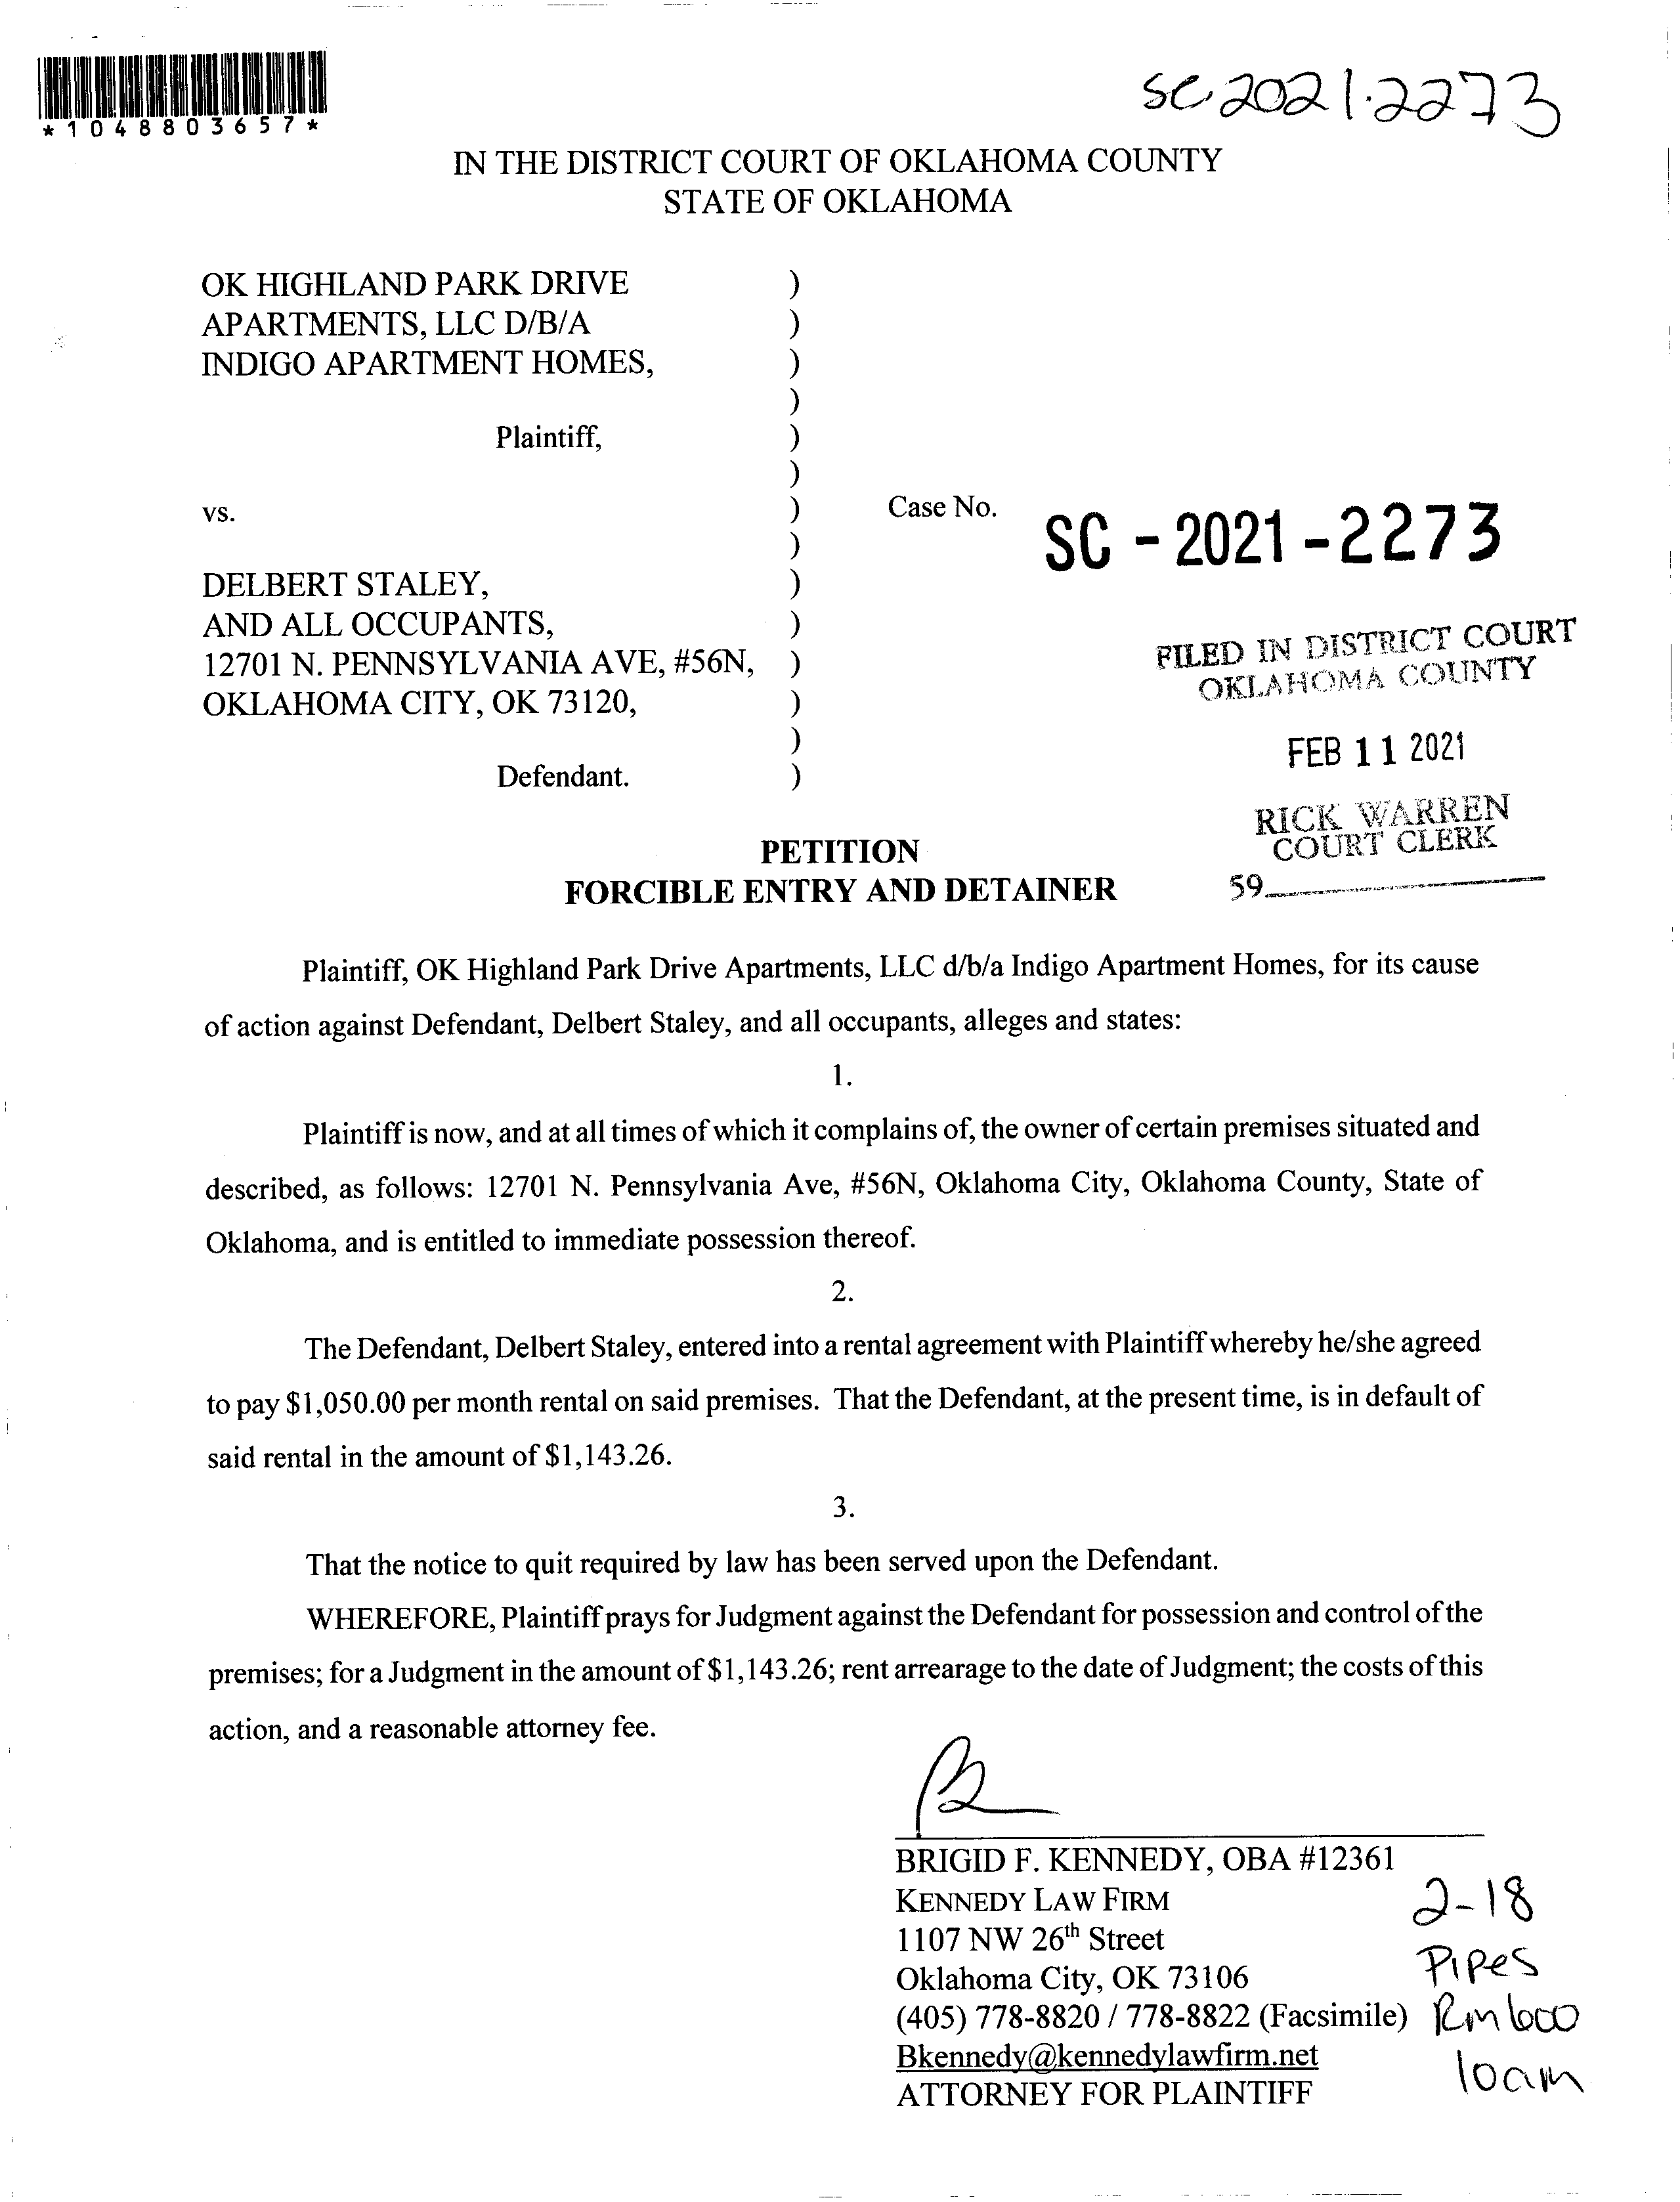 *1048803657*
sc.2021.2273
IN THE DISTRICT COURT OF OKLAHOMA COUNTY
STATE OF OKLAHOMA
OK HIGHLAND PARK DRIVE )
APARTMENTS, LLC D/B/A )
INDIGO APARTMENT HOMES, )
)
Plaintiff, )
)
vs. ) Case No. SC - 2021 - 2273
)
DELBERT STALEY, )
AND ALL OCCUPANTS, )
12701 N. PENNSYLVANIA AVE, #56N, )
OKLAHOMA CITY, OK 73120, )
)
Defendant. )
FILED IN DISTRICT COURT
OKLAHOMA COUNTY
FEB 11 2021
RICK WARREN
COURT CLERK
59
PETITION
FORCIBLE ENTRY AND DETAINER
Plaintiff, OK Highland Park Drive Apartments, LLC d/b/a Indigo Apartment Homes, for its cause
of action against Defendant, Delbert Staley, and all occupants, alleges and states:
1.
Plaintiff is now, and at all times of which it complains of, the owner of certain premises situated and
described, as follows: 12701 N. Pennsylvania Ave, #56N, Oklahoma City, Oklahoma County, State of
Oklahoma, and is entitled to immediate possession thereof.
2.
The Defendant, Delbert Staley, entered into a rental agreement with Plaintiff whereby he/she agreed
to pay $1,050.00 per month rental on said premises. That the Defendant, at the present time, is in default of
said rental in the amount of $1,143.26.
3.
That the notice to quit required by law has been served upon the Defendant.
WHEREFORE, Plaintiff prays for Judgment against the Defendant for possession and control of the
premises; for a Judgment in the amount of $1,143.26; rent arrearage to the date of Judgment; the costs of this
action, and a reasonable attorney fee.
BRIGID F. KENNEDY, OBA #12361
KENNEDY LAW FIRM
1107 NW 26th Street
Oklahoma City, OK 73106
(405) 778-8820 / 778-8822 (Facsimile)
Bkennedy@kennedylawfirm.net
ATTORNEY FOR PLAINTIFF
2-18
Pipes
Rm 600
10am